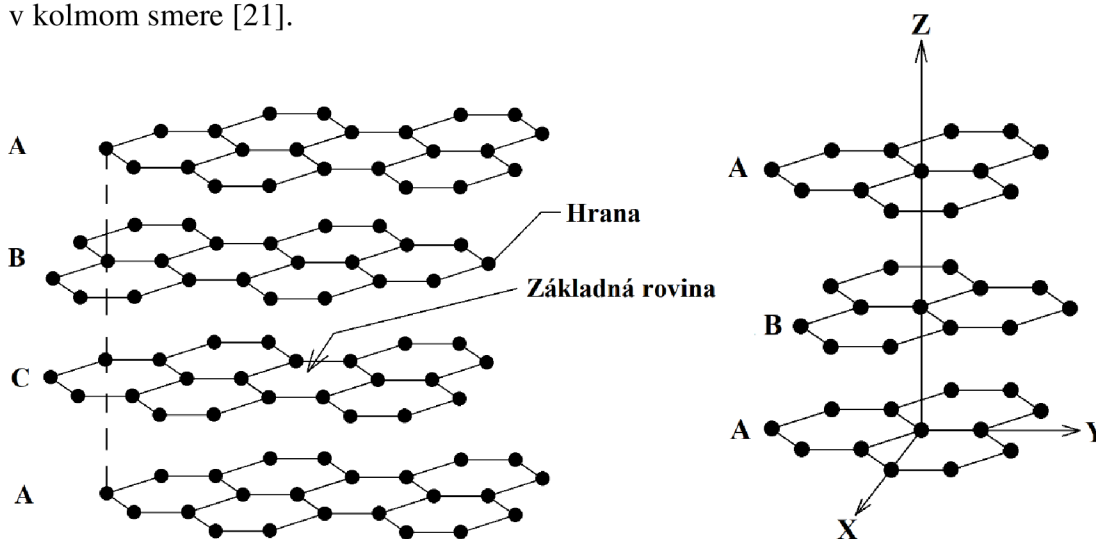 v kolmom smere [21].
A
B
C
A
Hrana
Základná rovina
Z
A
B
A
Y
X